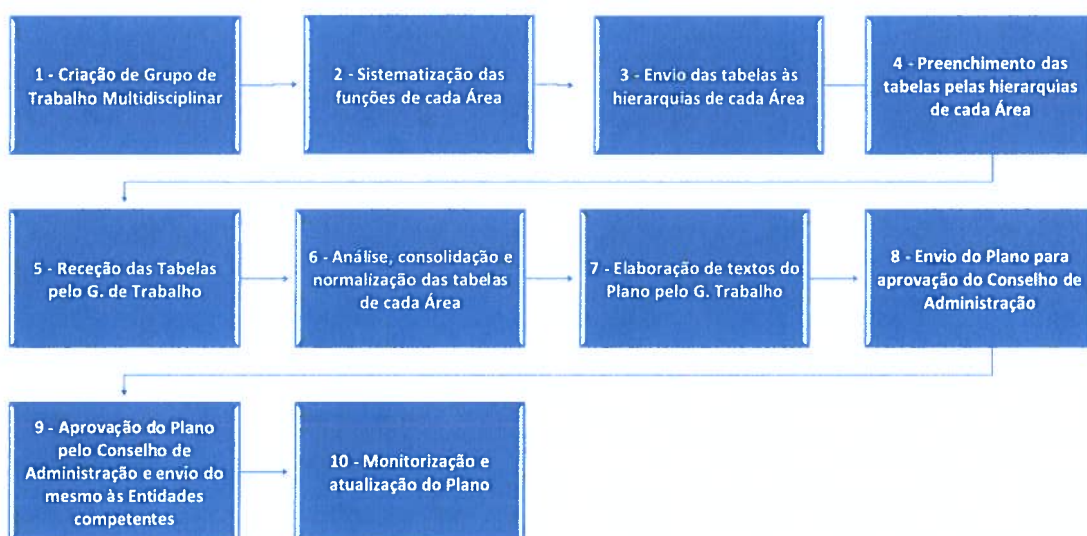 1 - Criação de Grupo de
Trabalho Multidisciplinar
2 - Sistematização das
funções de cada Área
3 - Envio das tabelas às
hierarquias de cada Área
4 - Preenchimento das
tabelas pelas hierarquias
de cada Área
5 - Receção das Tabelas
pelo G. de Trabalho
6 - Análise, consolidação e
normalização das tabelas
de cada Área
7 - Elaboração de textos do
Plano pelo G. Trabalho
8 - Envio do Plano para
aprovação do Conselho de
Administração
9 - Aprovação do Plano
pelo Conselho de
Administração e envio do
mesmo às Entidades
competentes
10 - Monitorização e
atualização do Plano